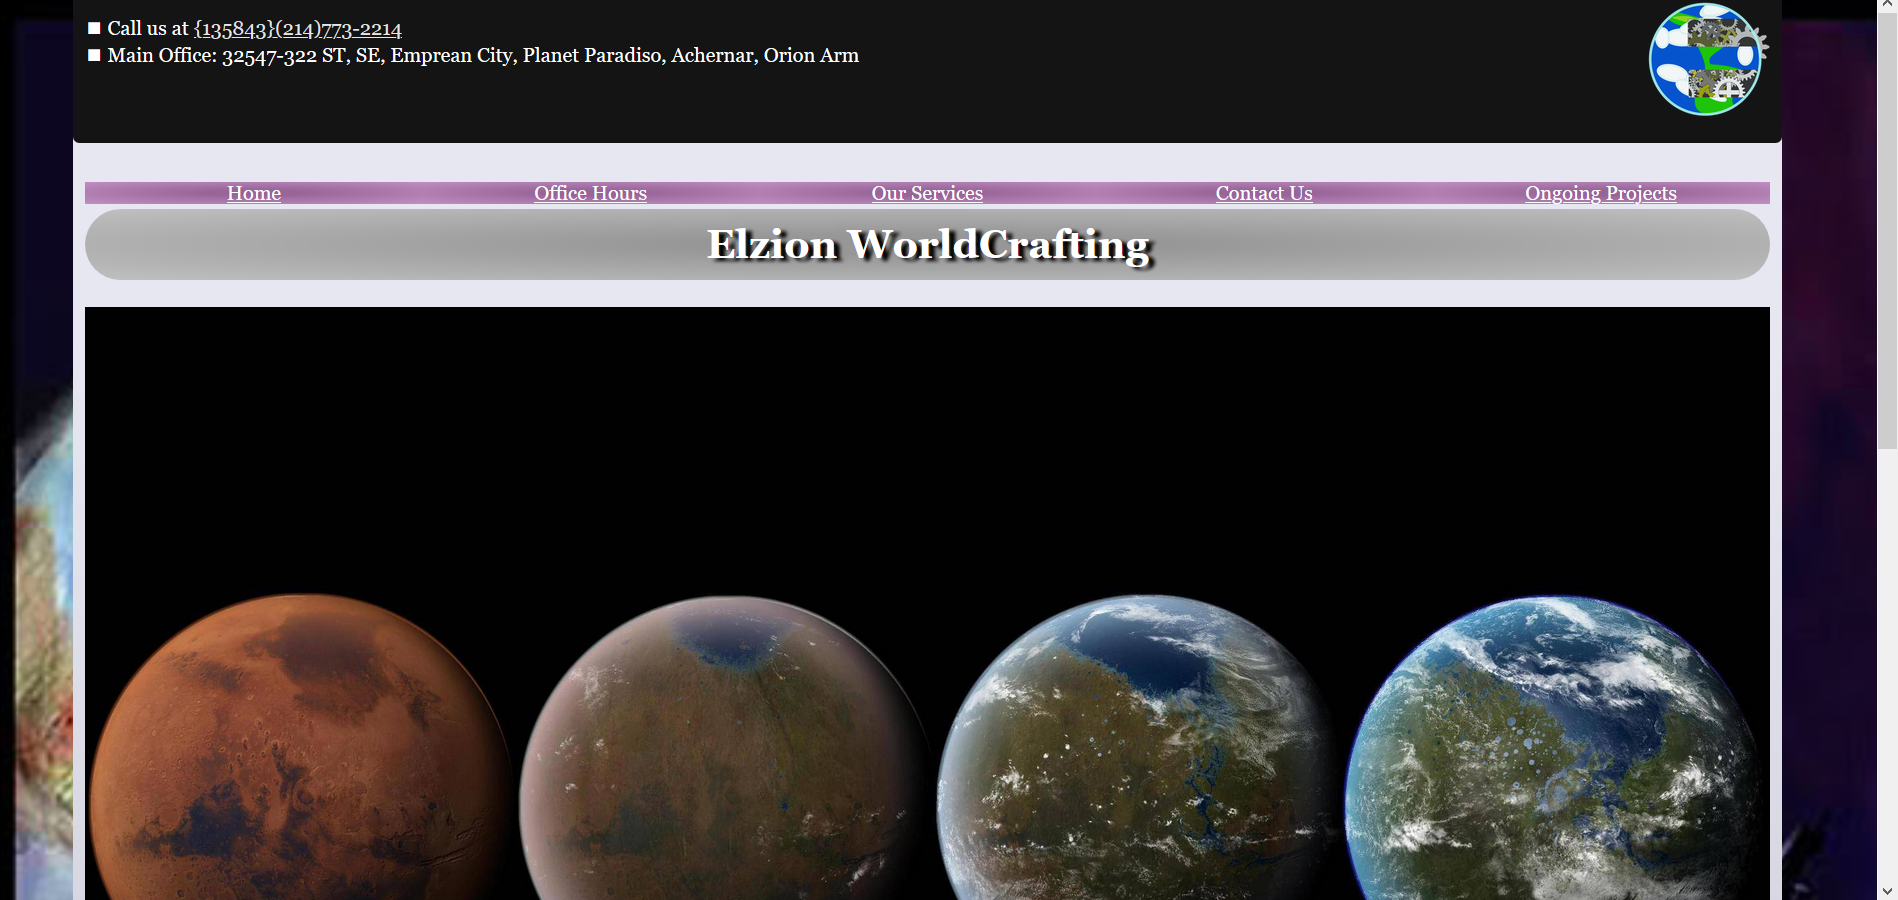 Call us at {135843}(214)773-2214
Main Office: 32547-322 ST, SE, Emprean City, Planet Paradiso, Achernar, Orion Arm
Home Office Hours Our Services Contact Us Ongoing Projects
Elzion WorldCrafting